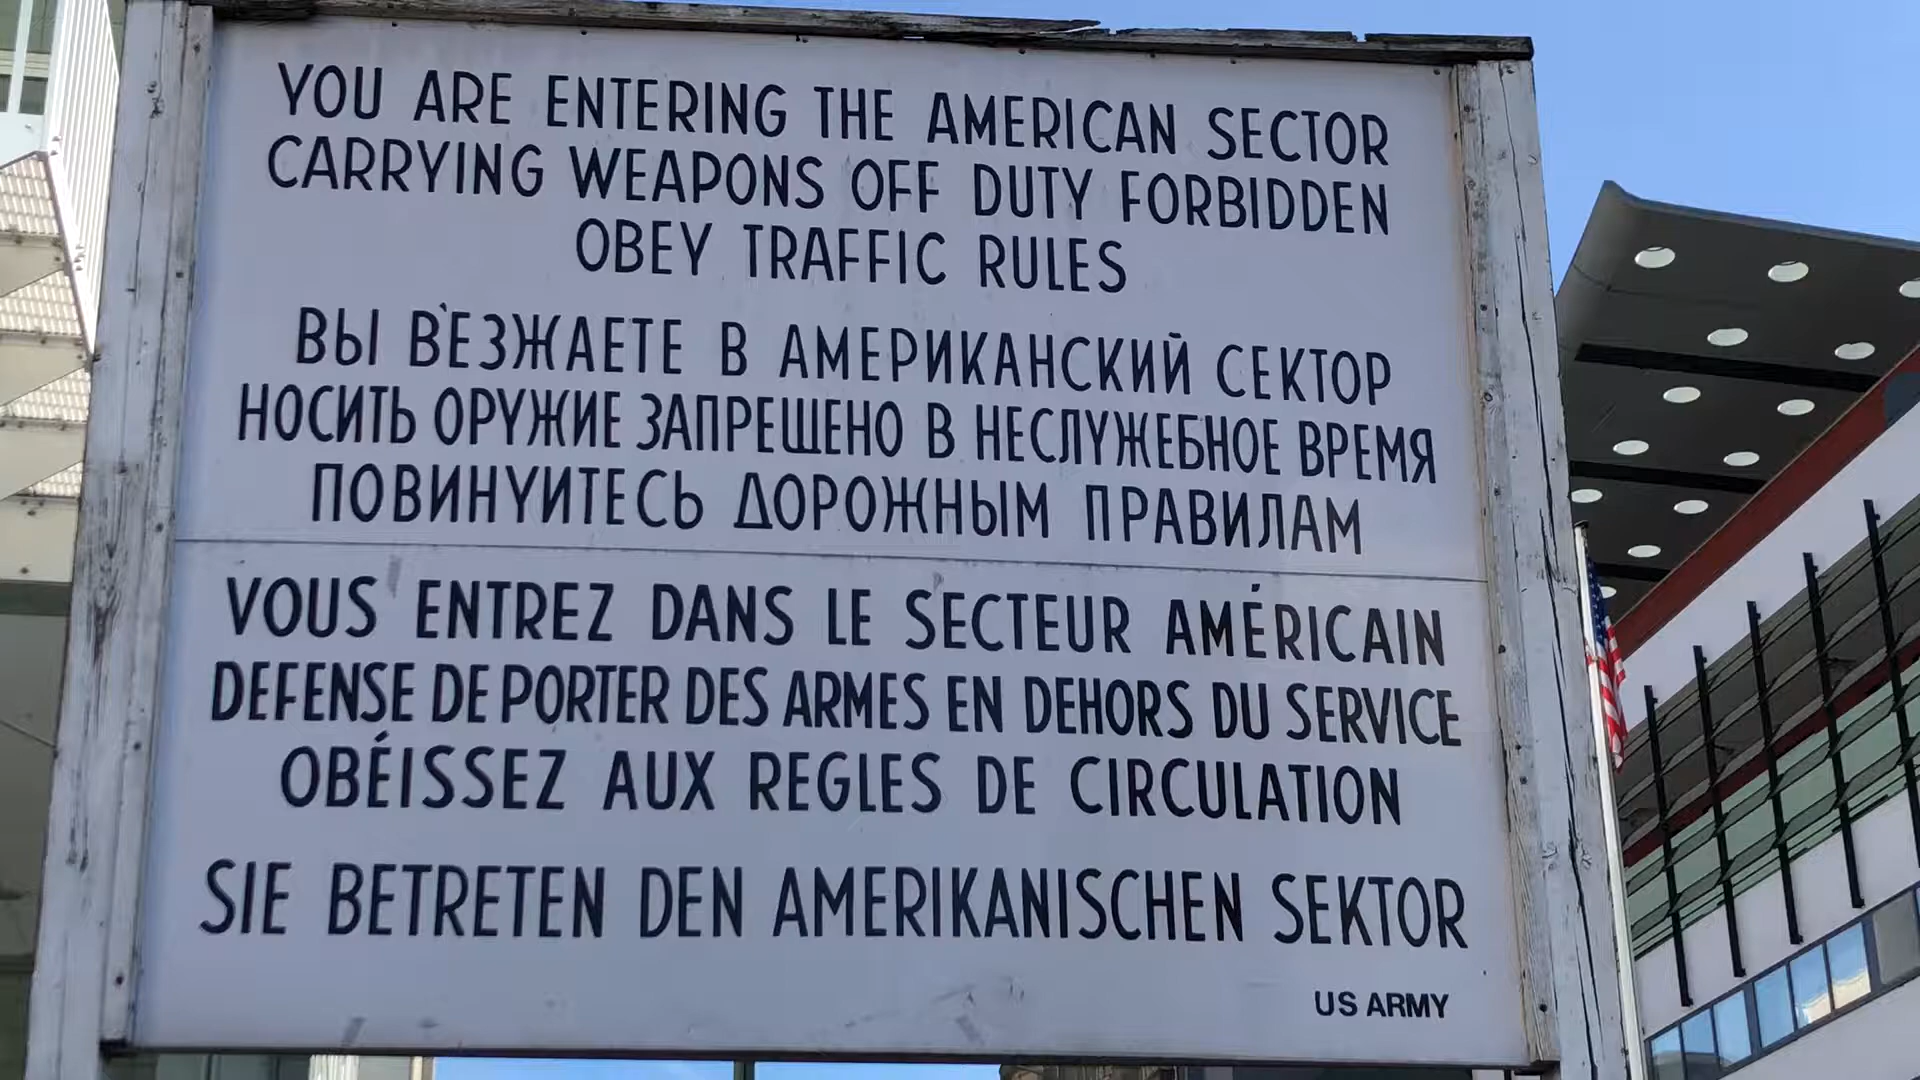 YOU ARE ENTERING THE AMERICAN SECTOR
CARRYING WEAPONS OFF DUTY FORBIDDEN
OBEY TRAFFIC RULES
ВЫ В'ЕЗЖАЕТЕ В АМЕРИКАНСКИЙ СЕКТОР
НОСИТЬ ОРУЖИЕ ЗАПРЕЩЕНО В НЕСЛУЖЕБНОЕ ВРЕМЯ
ПОВИНУИТЕСЬ ДОРОЖНЫМ ПРАВИЛАМ
VOUS ENTREZ DANS LE SECTEUR AMÉRICAIN
DEFENSE DE PORTER DES ARMES EN DEHORS DU SERVICE
OBÉISSEZ AUX REGLES DE CIRCULATION
SIE BETRETEN DEN AMERIKANISCHEN SEKTOR
US ARMY